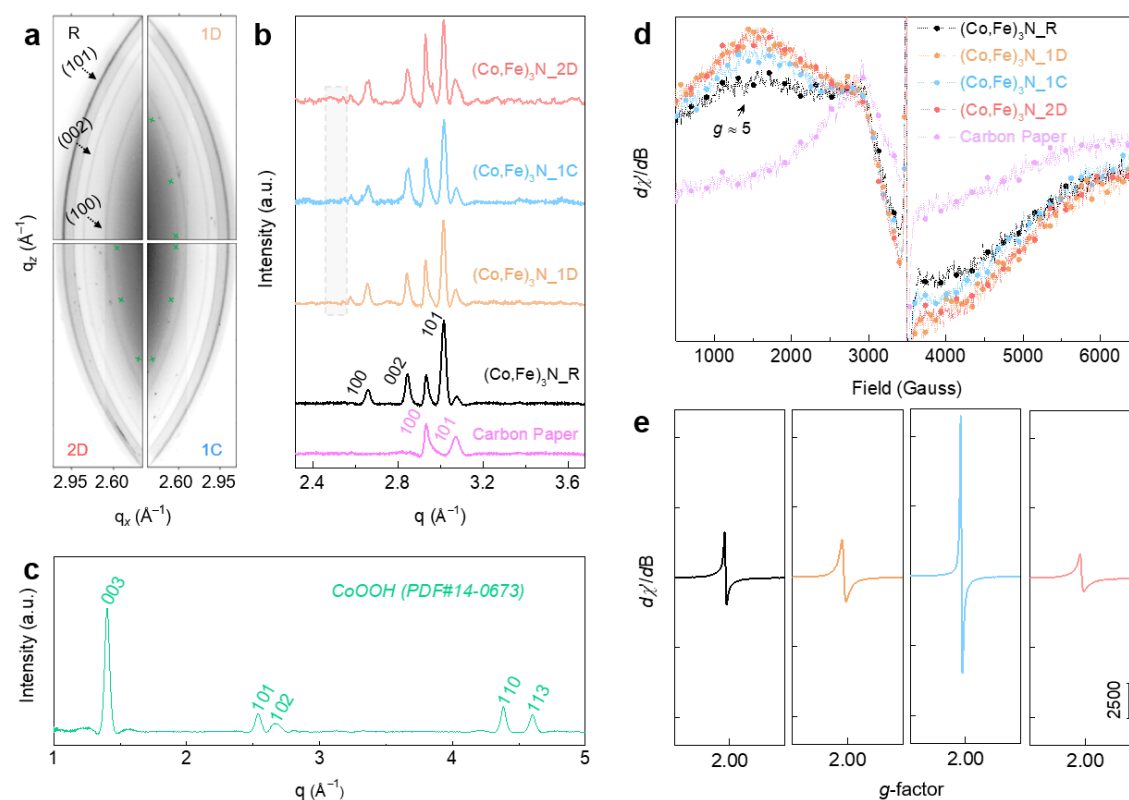 a
R
1D
(101)
(002)
(100)
2D
1C
q_z (Å⁻¹)
2.95 2.60 2.60 2.95
q_x (Å⁻¹)
b
(Co,Fe)₃N_2D
(Co,Fe)₃N_1C
(Co,Fe)₃N_1D
(Co,Fe)₃N_R
Carbon Paper
100
002
101
100
101
Intensity (a.u.)
2.4 2.8 3.2 3.6
q (Å⁻¹)
c
CoOOH (PDF#14-0673)
003
101
102
110
113
Intensity (a.u.)
1 2 3 4 5
q (Å⁻¹)
d
(Co,Fe)₃N_R
(Co,Fe)₃N_1D
(Co,Fe)₃N_1C
(Co,Fe)₃N_2D
Carbon Paper
g ≈ 5
dχ'/dB
1000 2000 3000 4000 5000 6000
Field (Gauss)
e
dχ'/dB
2500
2.00 2.00 2.00 2.00
g-factor